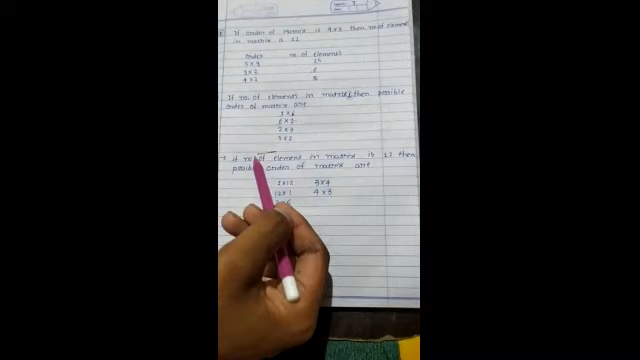 If order of matrix is 4×3 then no. of element
in matrix is 12
order no. of elements
5×3 15
3×2 6
4×2 8
If no. of elements in matrix 6 then posible
order of matrix are
1×6
6×1
2×3
3×2
if no. of element in matrix is 12 then
posible order of matrix are
1×12 3×4
12×1 4×3